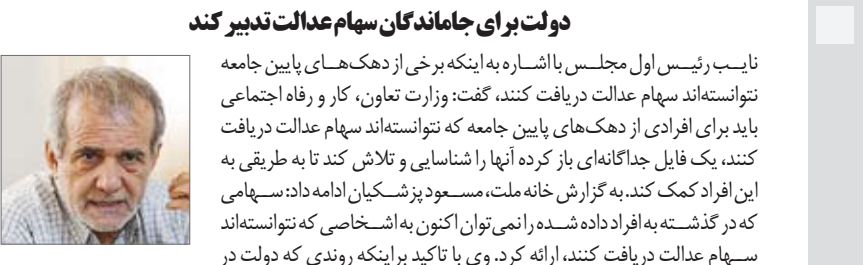 دولت برای جاماندگان سهام عدالت تدبیر کند
نایب رئیس اول مجلس با اشاره به اینکه برخی از دهک‌های پایین جامعه
نتوانسته‌اند سهام عدالت دریافت کنند، گفت: وزارت تعاون، کار و رفاه اجتماعی
باید برای افرادی از دهک‌های پایین جامعه که نتوانسته‌اند سهام عدالت دریافت
کنند، یک فایل جداگانه‌ای باز کرده آنها را شناسایی و تلاش کند تا به طریقی به
این افراد کمک کند. به گزارش خانه ملت، مسعود پزشکیان ادامه داد: سهامی
که در گذشته به افراد داده شده را نمی‌توان اکنون به اشخاصی که نتوانسته‌اند
سهام عدالت دریافت کنند، ارائه کرد. وی با تاکید براینکه روندی که دولت در